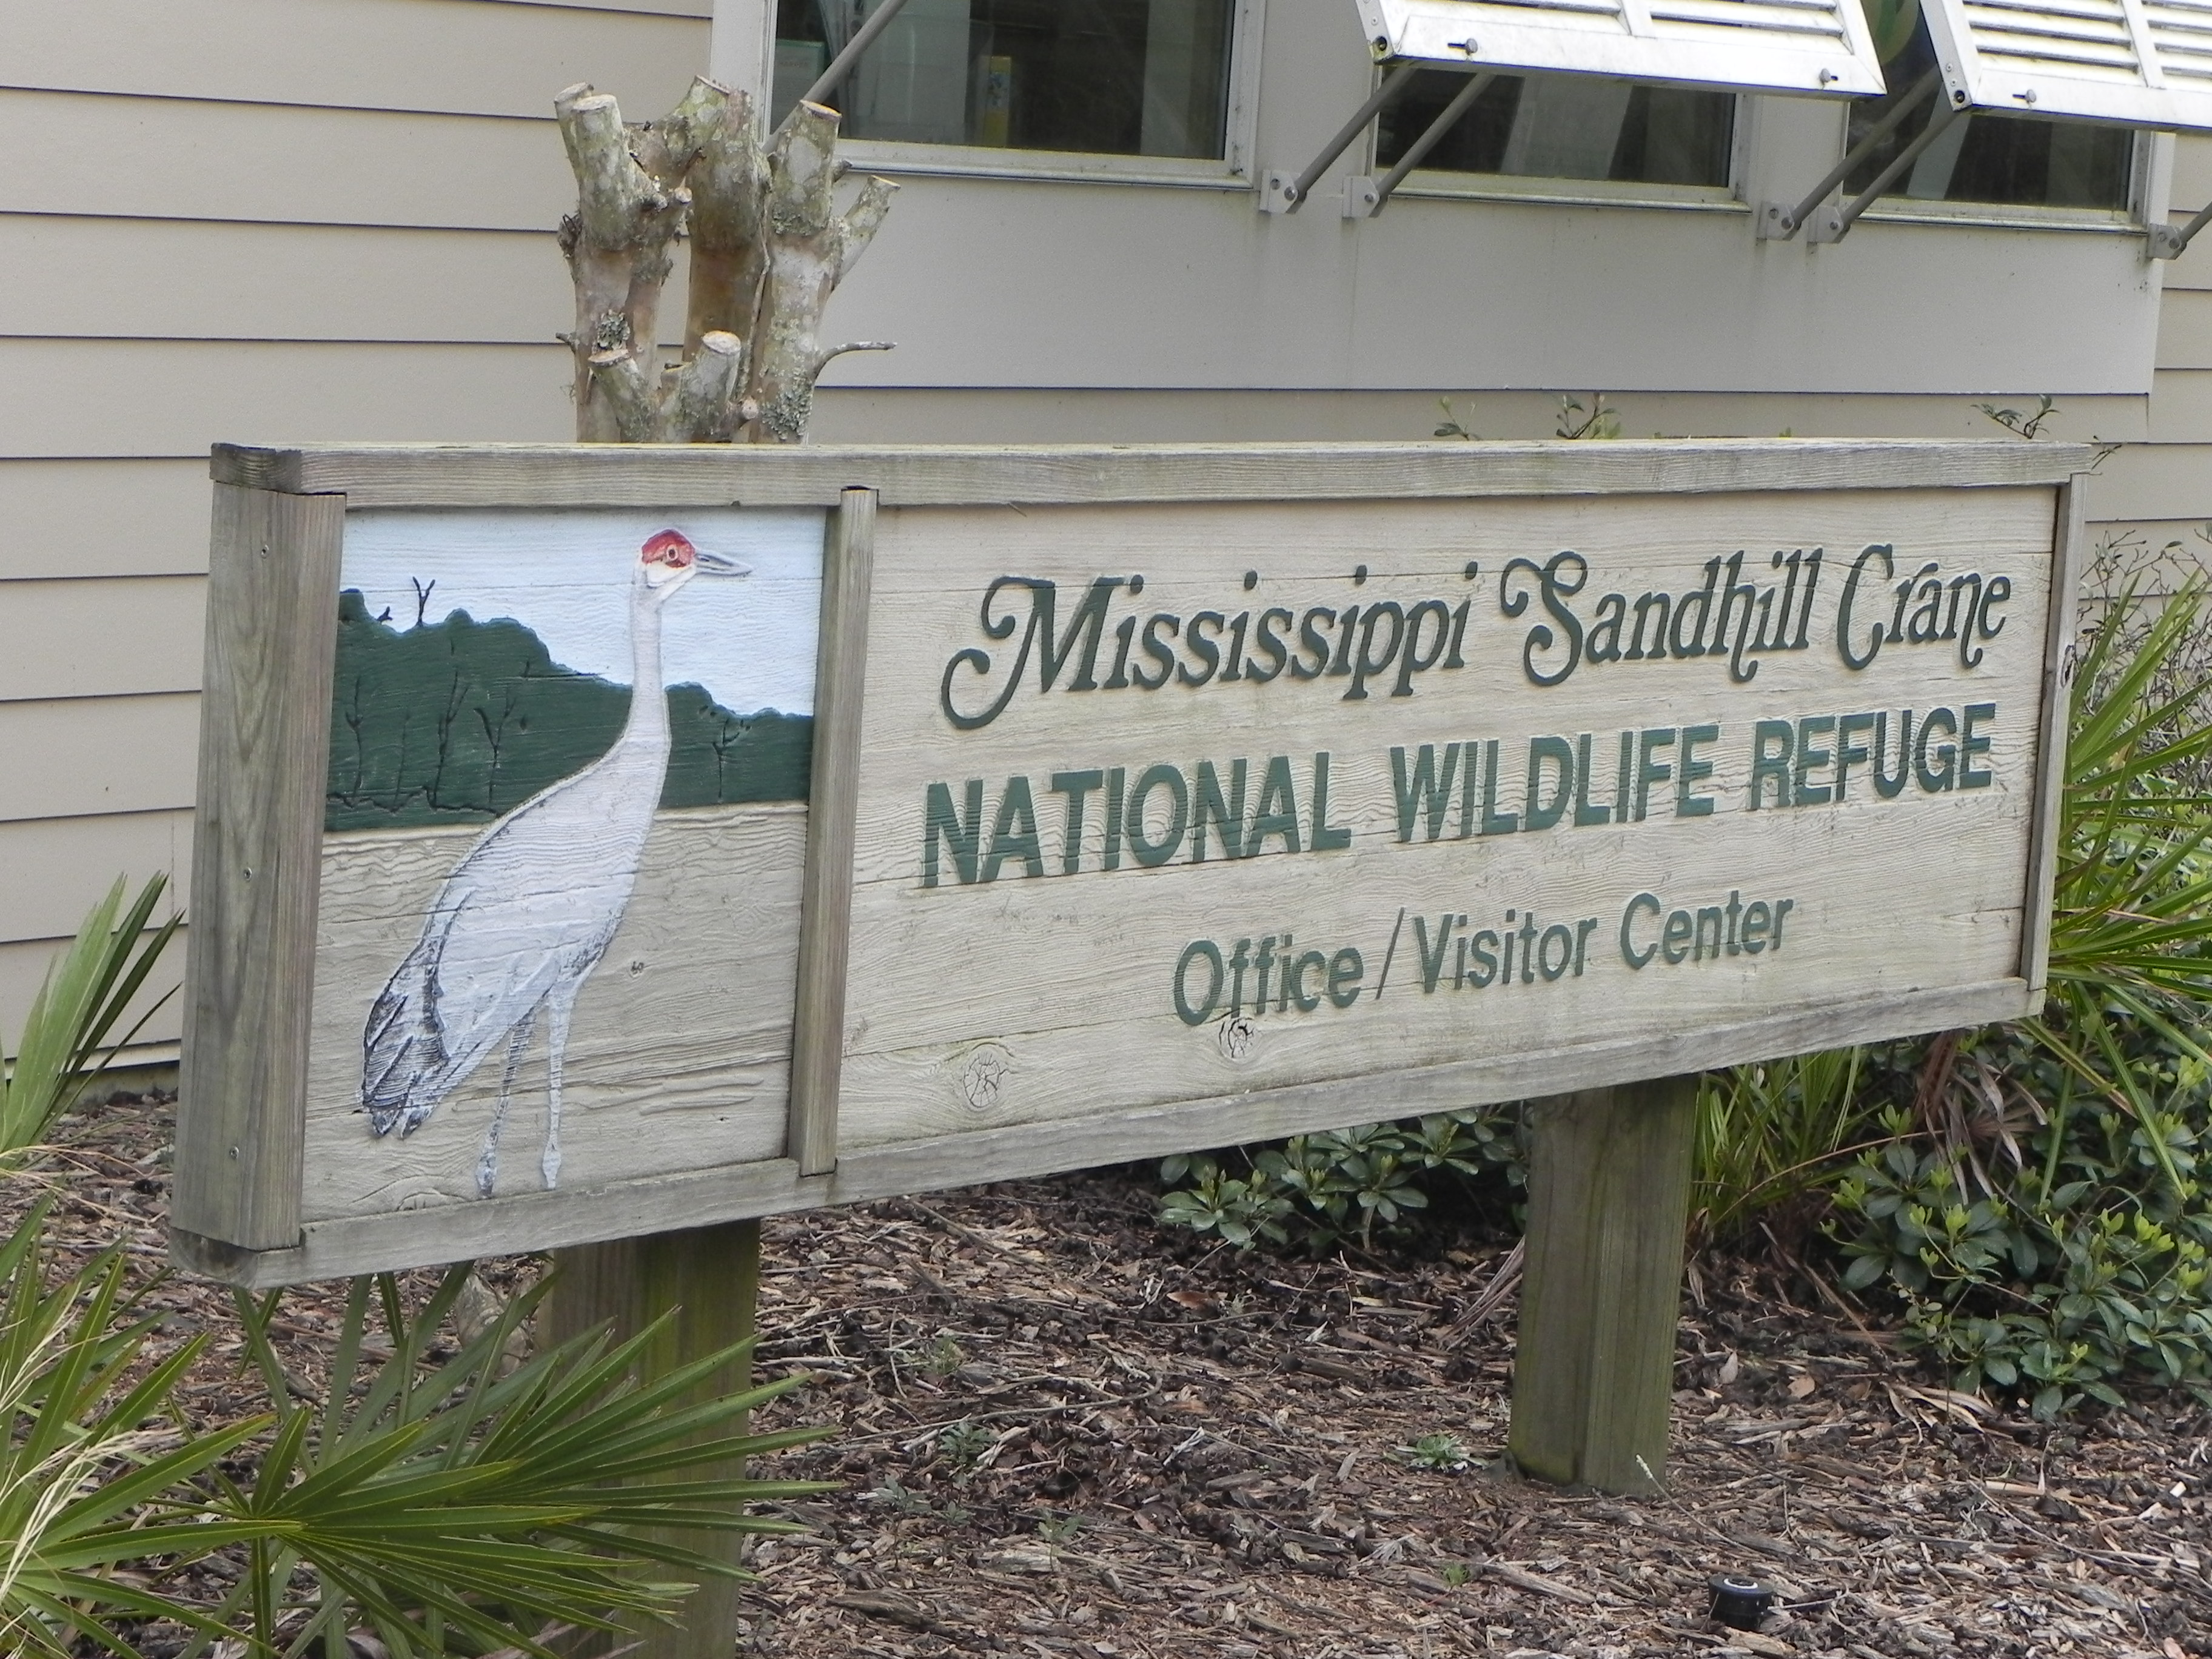 Mississippi Sandhill Crane
NATIONAL WILDLIFE REFUGE
Office / Visitor Center